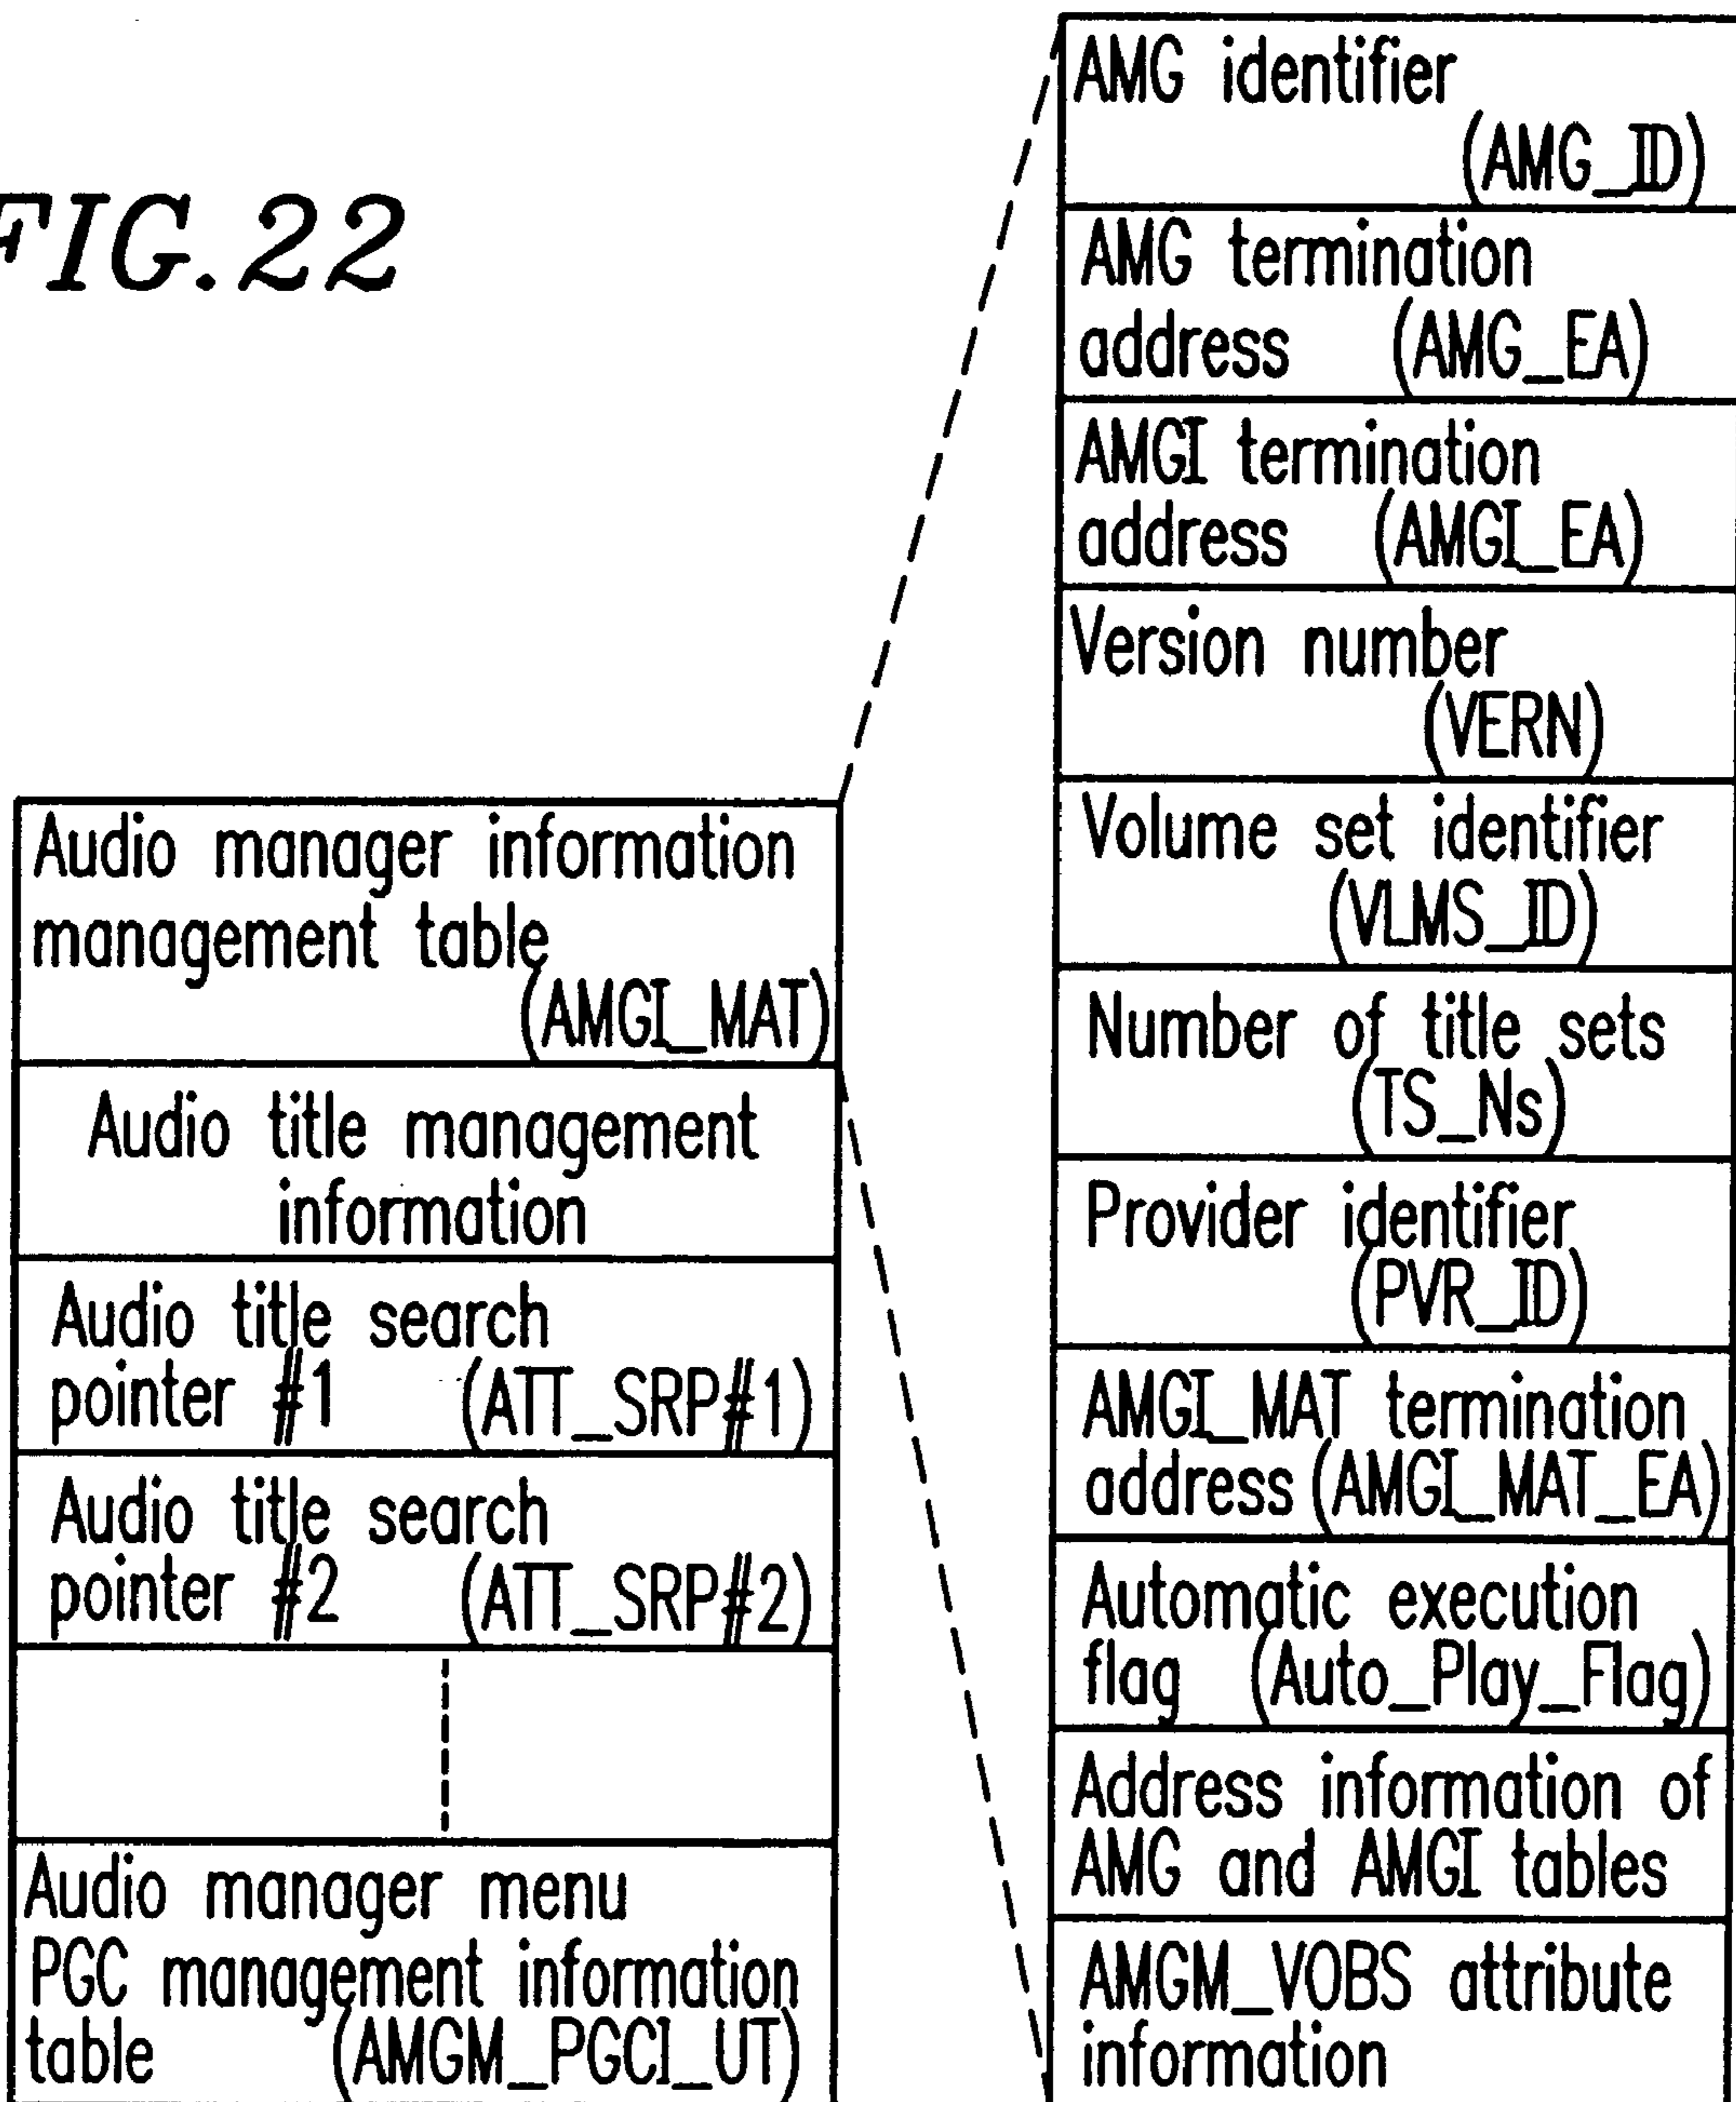 FIG.22
Audio manager information
management table
(AMGI_MAT)
Audio title management
information
Audio title search
pointer #1 (ATT_SRP#1)
Audio title search
pointer #2 (ATT_SRP#2)
Audio manager menu
PGC management information
table (AMGM_PGCI_UT)
AMG identifier
(AMG_ID)
AMG termination
address (AMG_EA)
AMGI termination
address (AMGI_EA)
Version number
(VERN)
Volume set identifier
(VLMS_ID)
Number of title sets
(TS_Ns)
Provider identifier
(PVR_ID)
AMGI_MAT termination
address (AMGI_MAT_EA)
Automatic execution
flag (Auto_Play_Flag)
Address information of
AMG and AMGI tables
AMGM_VOBS attribute
information